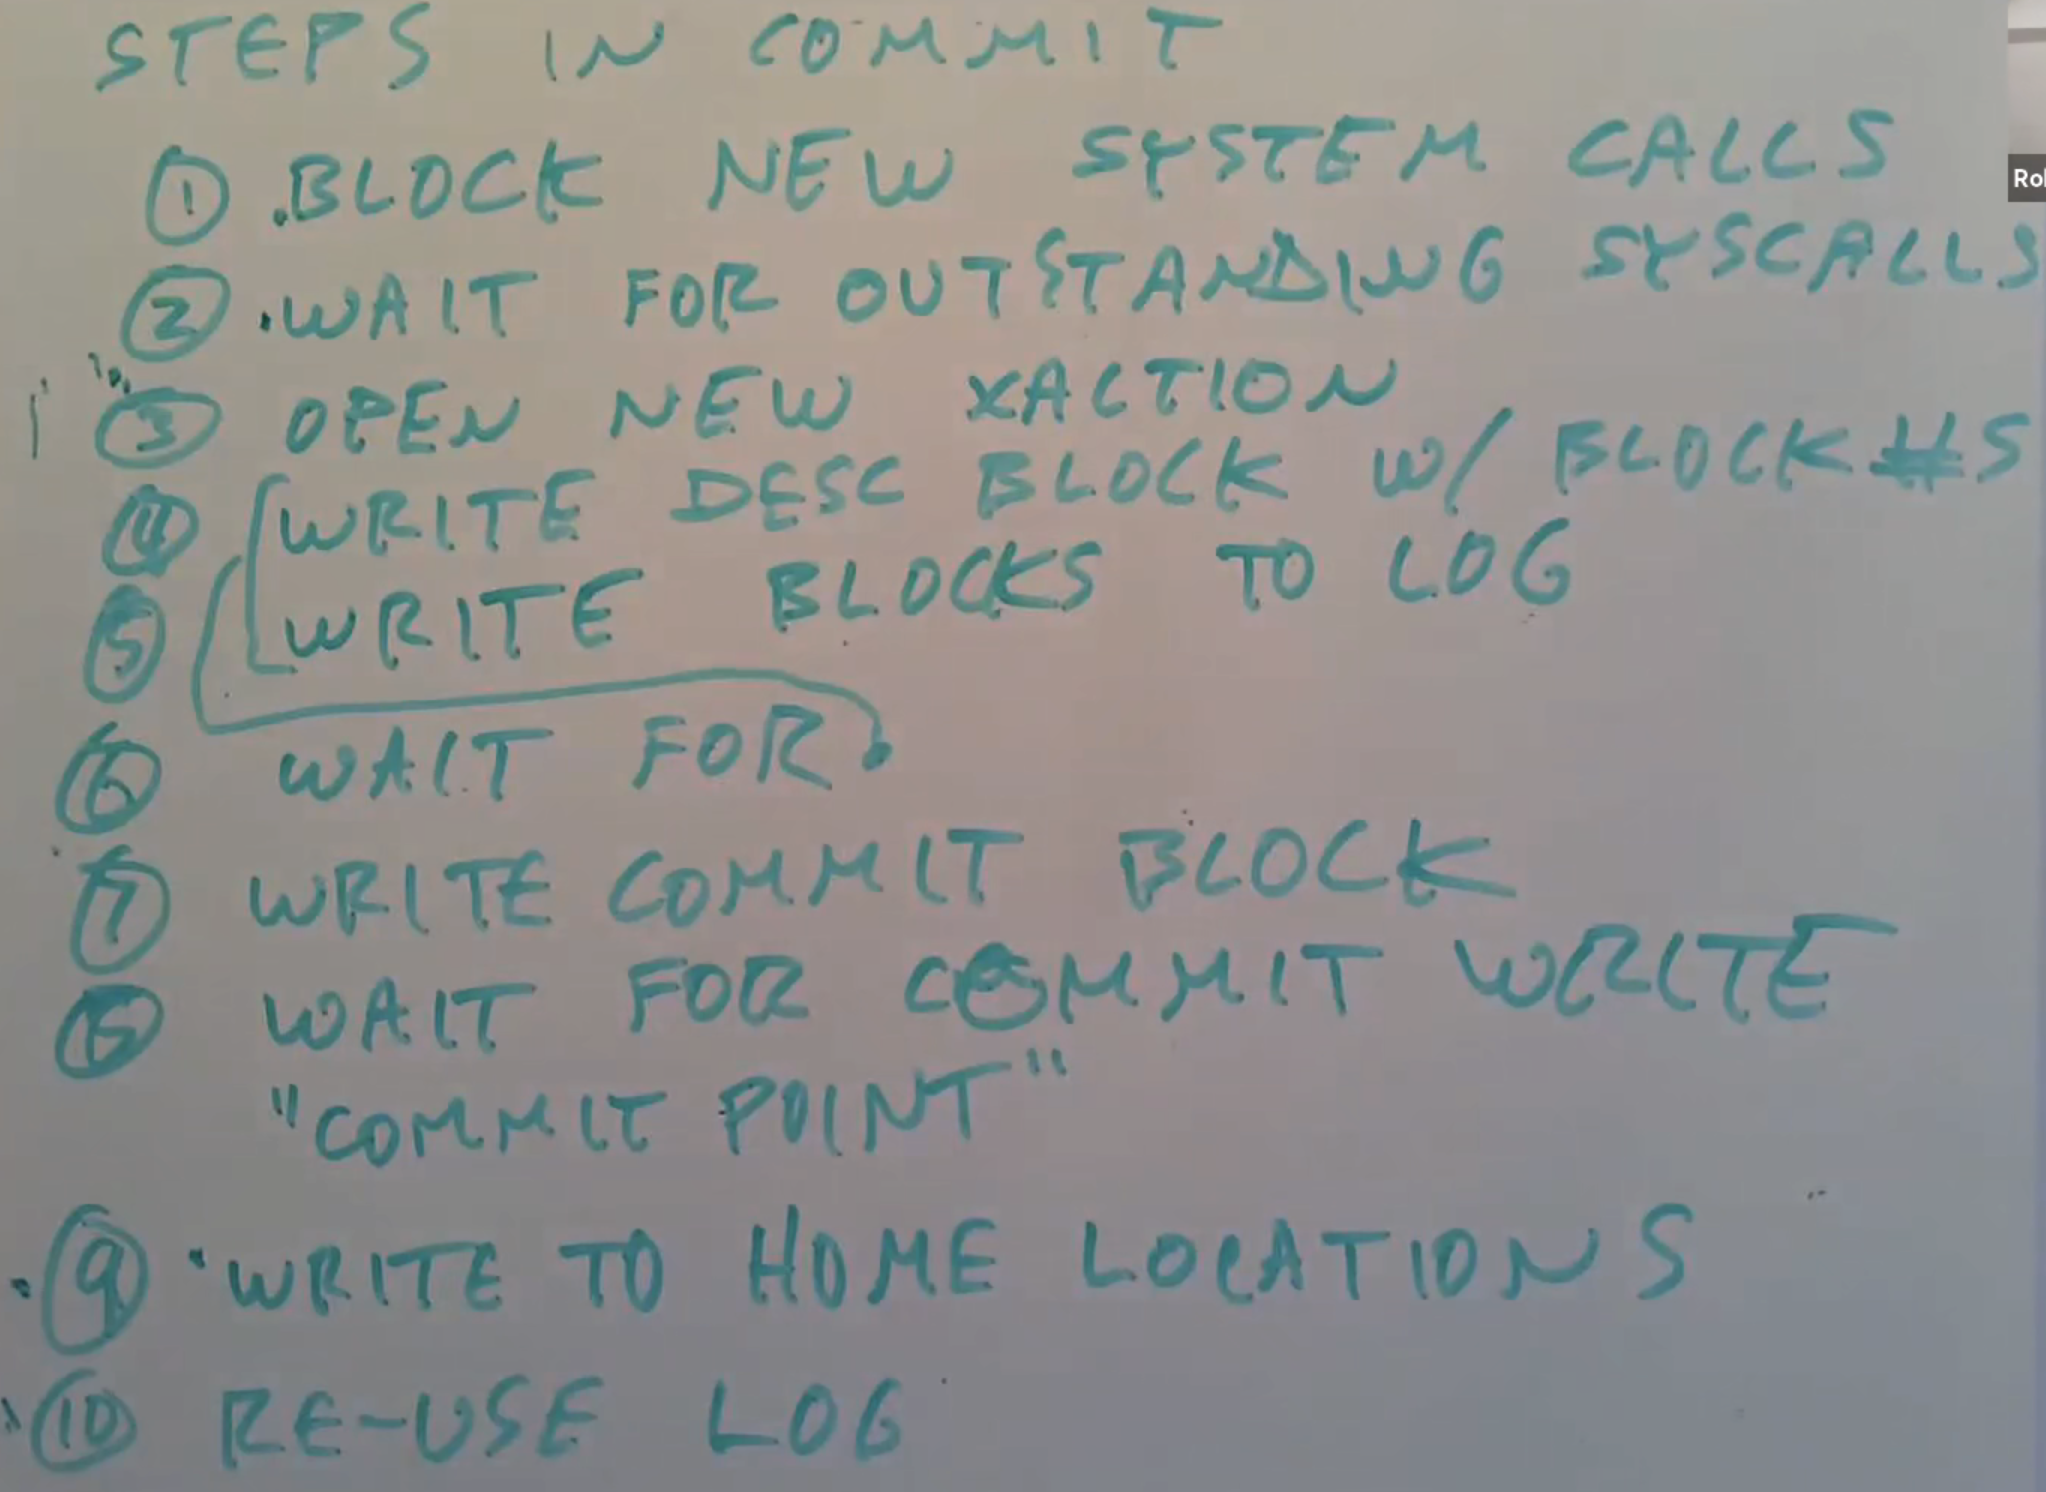 STEPS IN COMMIT
① .BLOCK NEW SYSTEM CALLS
② .WAIT FOR OUTSTANDING SYSCALLS
③ OPEN NEW XACTION
④ WRITE DESC BLOCK W/ BLOCK #S
⑤ WRITE BLOCKS TO LOG
⑥ WAIT FOR
⑦ WRITE COMMIT BLOCK
⑧ WAIT FOR COMMIT WRITE
"COMMIT POINT"
⑨ WRITE TO HOME LOCATIONS
⑩ RE-USE LOG